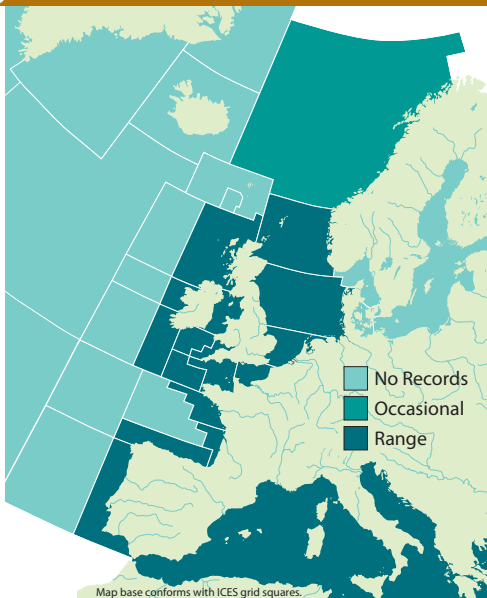 No Records
Occasional
Range
Map base conforms with ICES grid squares.